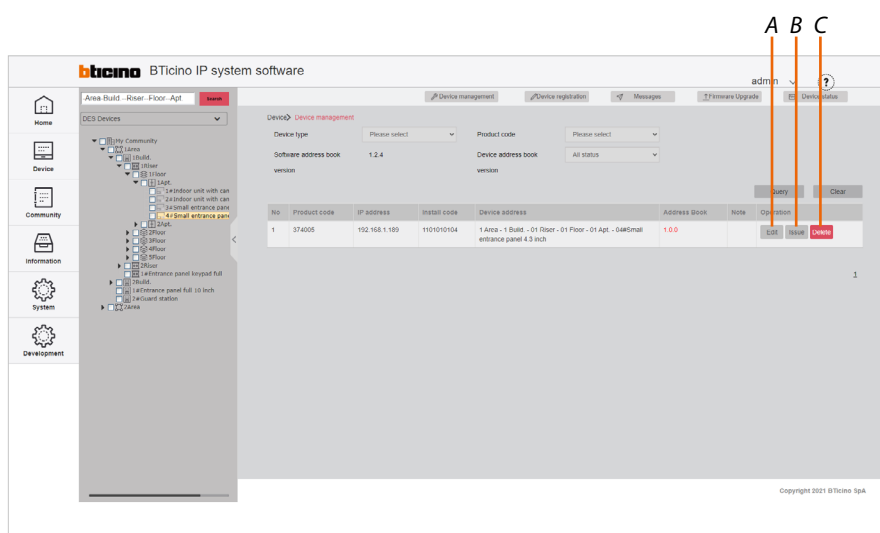 A B C
bticino BTicino IP system software
admin
?
Area-Build.-Riser-Floor-Apt. Search
Device management
Device registration
Messages
Firmware Upgrade
Device status
Home
Device
Community
Information
System
Development
DES Devices
My Community
1Area
1Build.
1Riser
1Floor
1Apt.
1#Indoor unit with can
2#Indoor unit with can
3#Small entrance pane
4#Small entrance pane
2Apt.
2Floor
3Floor
4Floor
5Floor
2Riser
1#Entrance panel keypad full
2Build.
1#Entrance panel full 10 inch
2#Guard station
2Area
Device> Device management
Device type Please select Product code Please select
Software address book version 1.2.4 Device address book version All status
Query Clear
No Product code IP address Install code Device address Address Book Note Operation
1 374005 192.168.1.189 1101010104 1 Area - 1 Build. - 01 Riser - 01 Floor - 01 Apt. - 04#Small entrance panel 4.3 inch 1.0.0 Edit Issue Delete
1
Copyright 2021 BTicino SpA